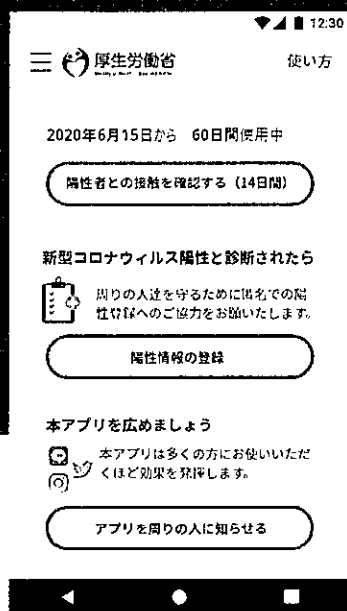 12:30
厚生労働省
使い方
2020年6月15日から 60日間使用中
陽性者との接触を確認する（14日間）
新型コロナウィルス陽性と診断されたら
周りの人達を守るために匿名での陽
性登録へのご協力をお願いいたします。
陽性情報の登録
本アプリを広めましょう
本アプリは多くの方にお使いいただ
くほど効果を発揮します。
アプリを周りの人に知らせる